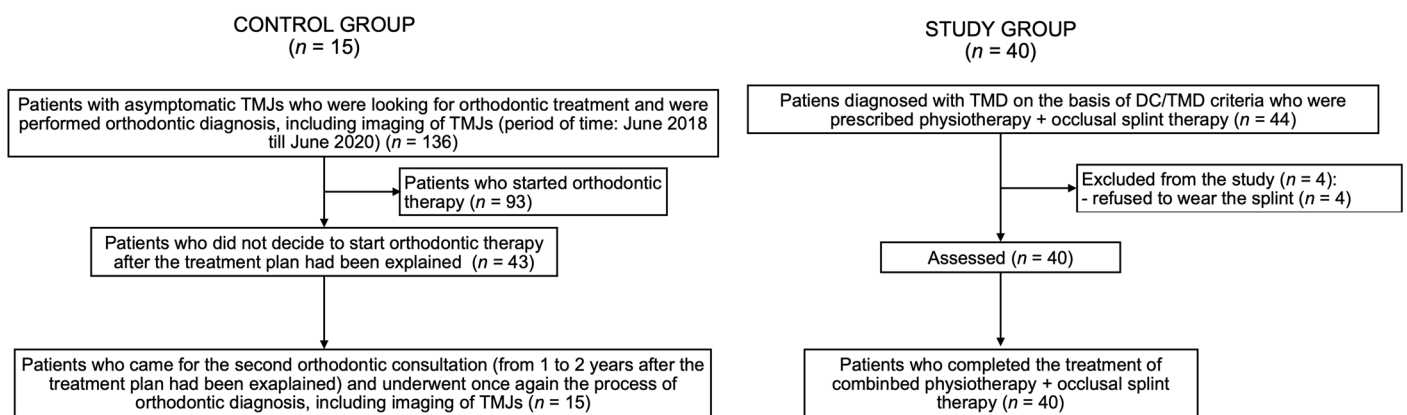 CONTROL GROUP
(n = 15)
Patients with asymptomatic TMJs who were looking for orthodontic treatment and were
performed orthodontic diagnosis, including imaging of TMJs (period of time: June 2018
till June 2020) (n = 136)
Patients who started orthodontic
therapy (n = 93)
Patients who did not decide to start orthodontic therapy
after the treatment plan had been explained (n = 43)
Patients who came for the second orthodontic consultation (from 1 to 2 years after the
treatment plan had been exaplained) and underwent once again the process of
orthodontic diagnosis, including imaging of TMJs (n = 15)
STUDY GROUP
(n = 40)
Patiens diagnosed with TMD on the basis of DC/TMD criteria who were
prescribed physiotherapy + occlusal splint therapy (n = 44)
Excluded from the study (n = 4):
- refused to wear the splint (n = 4)
Assessed (n = 40)
Patients who completed the treatment of
combinbed physiotherapy + occlusal splint
therapy (n = 40)